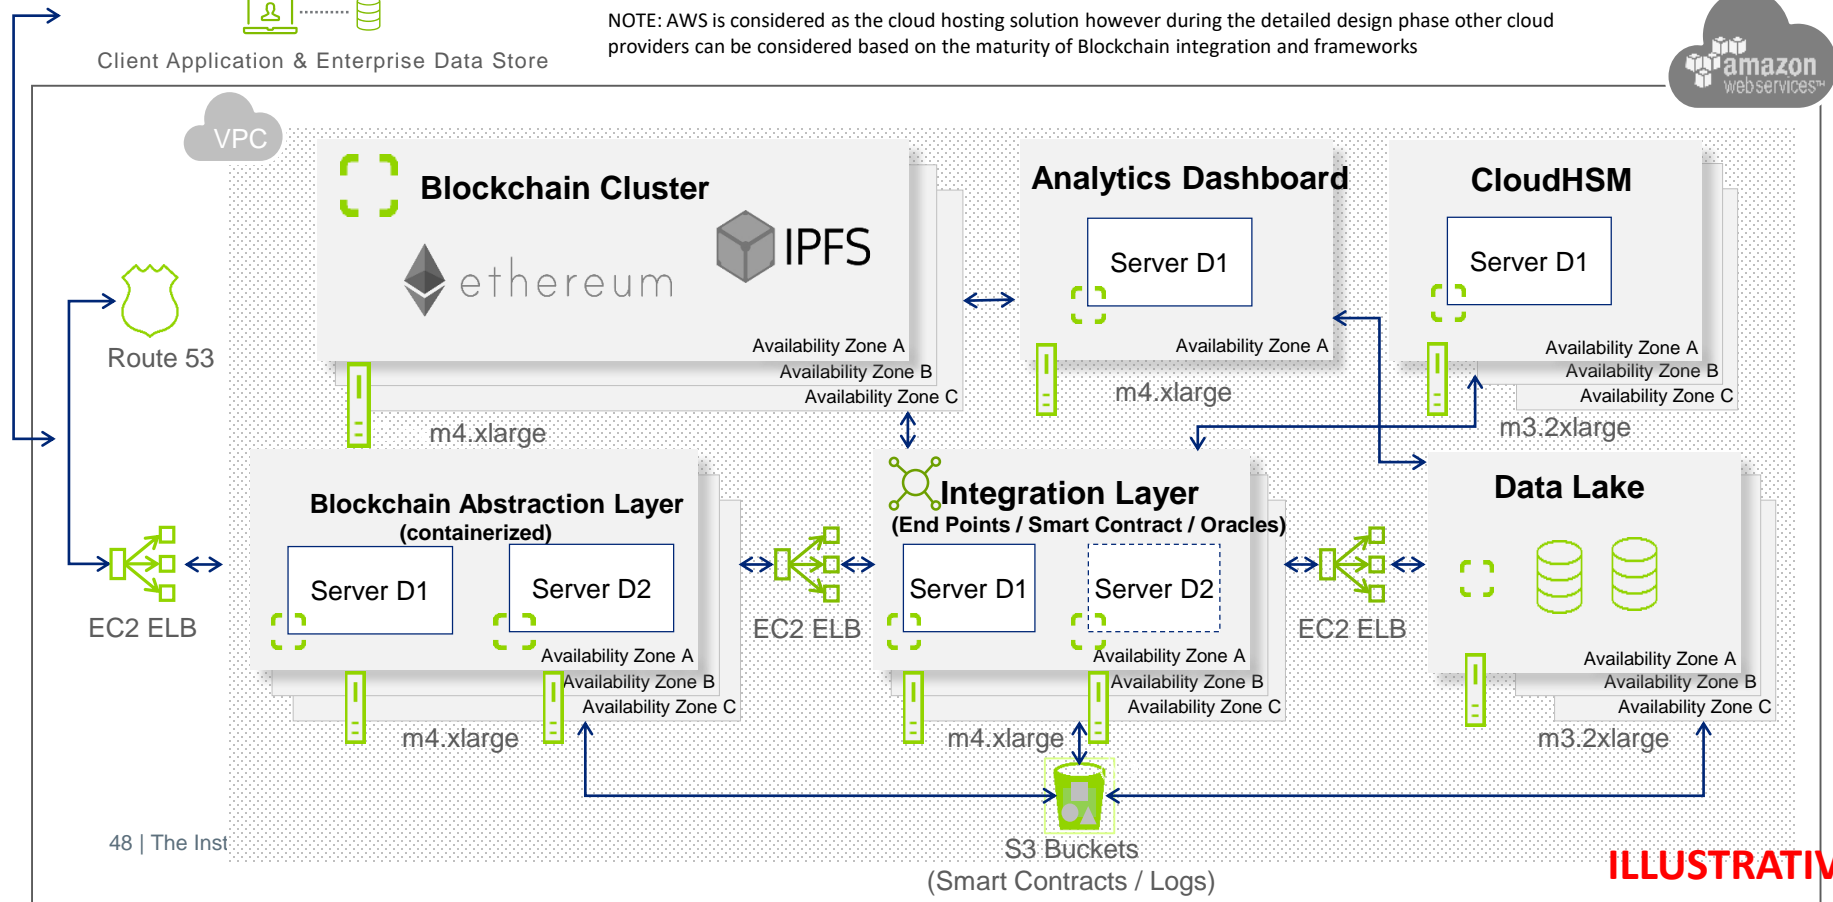 NOTE: AWS is considered as the cloud hosting solution however during the detailed design phase other cloud
providers can be considered based on the maturity of Blockchain integration and frameworks
Client Application & Enterprise Data Store
amazon
webservices™
VPC
Blockchain Cluster
ethereum
IPFS
Availability Zone A
Availability Zone B
Availability Zone C
m4.xlarge
Analytics Dashboard
Server D1
Availability Zone A
m4.xlarge
CloudHSM
Server D1
Availability Zone A
Availability Zone B
Availability Zone C
m3.2xlarge
Route 53
EC2 ELB
Blockchain Abstraction Layer
(containerized)
Server D1
Server D2
Availability Zone A
Availability Zone B
Availability Zone C
m4.xlarge
EC2 ELB
Integration Layer
(End Points / Smart Contract / Oracles)
Server D1
Server D2
Availability Zone A
Availability Zone B
Availability Zone C
m4.xlarge
EC2 ELB
Data Lake
Availability Zone A
Availability Zone B
Availability Zone C
m3.2xlarge
S3 Buckets
(Smart Contracts / Logs)
48 | The Inst
ILLUSTRATIV